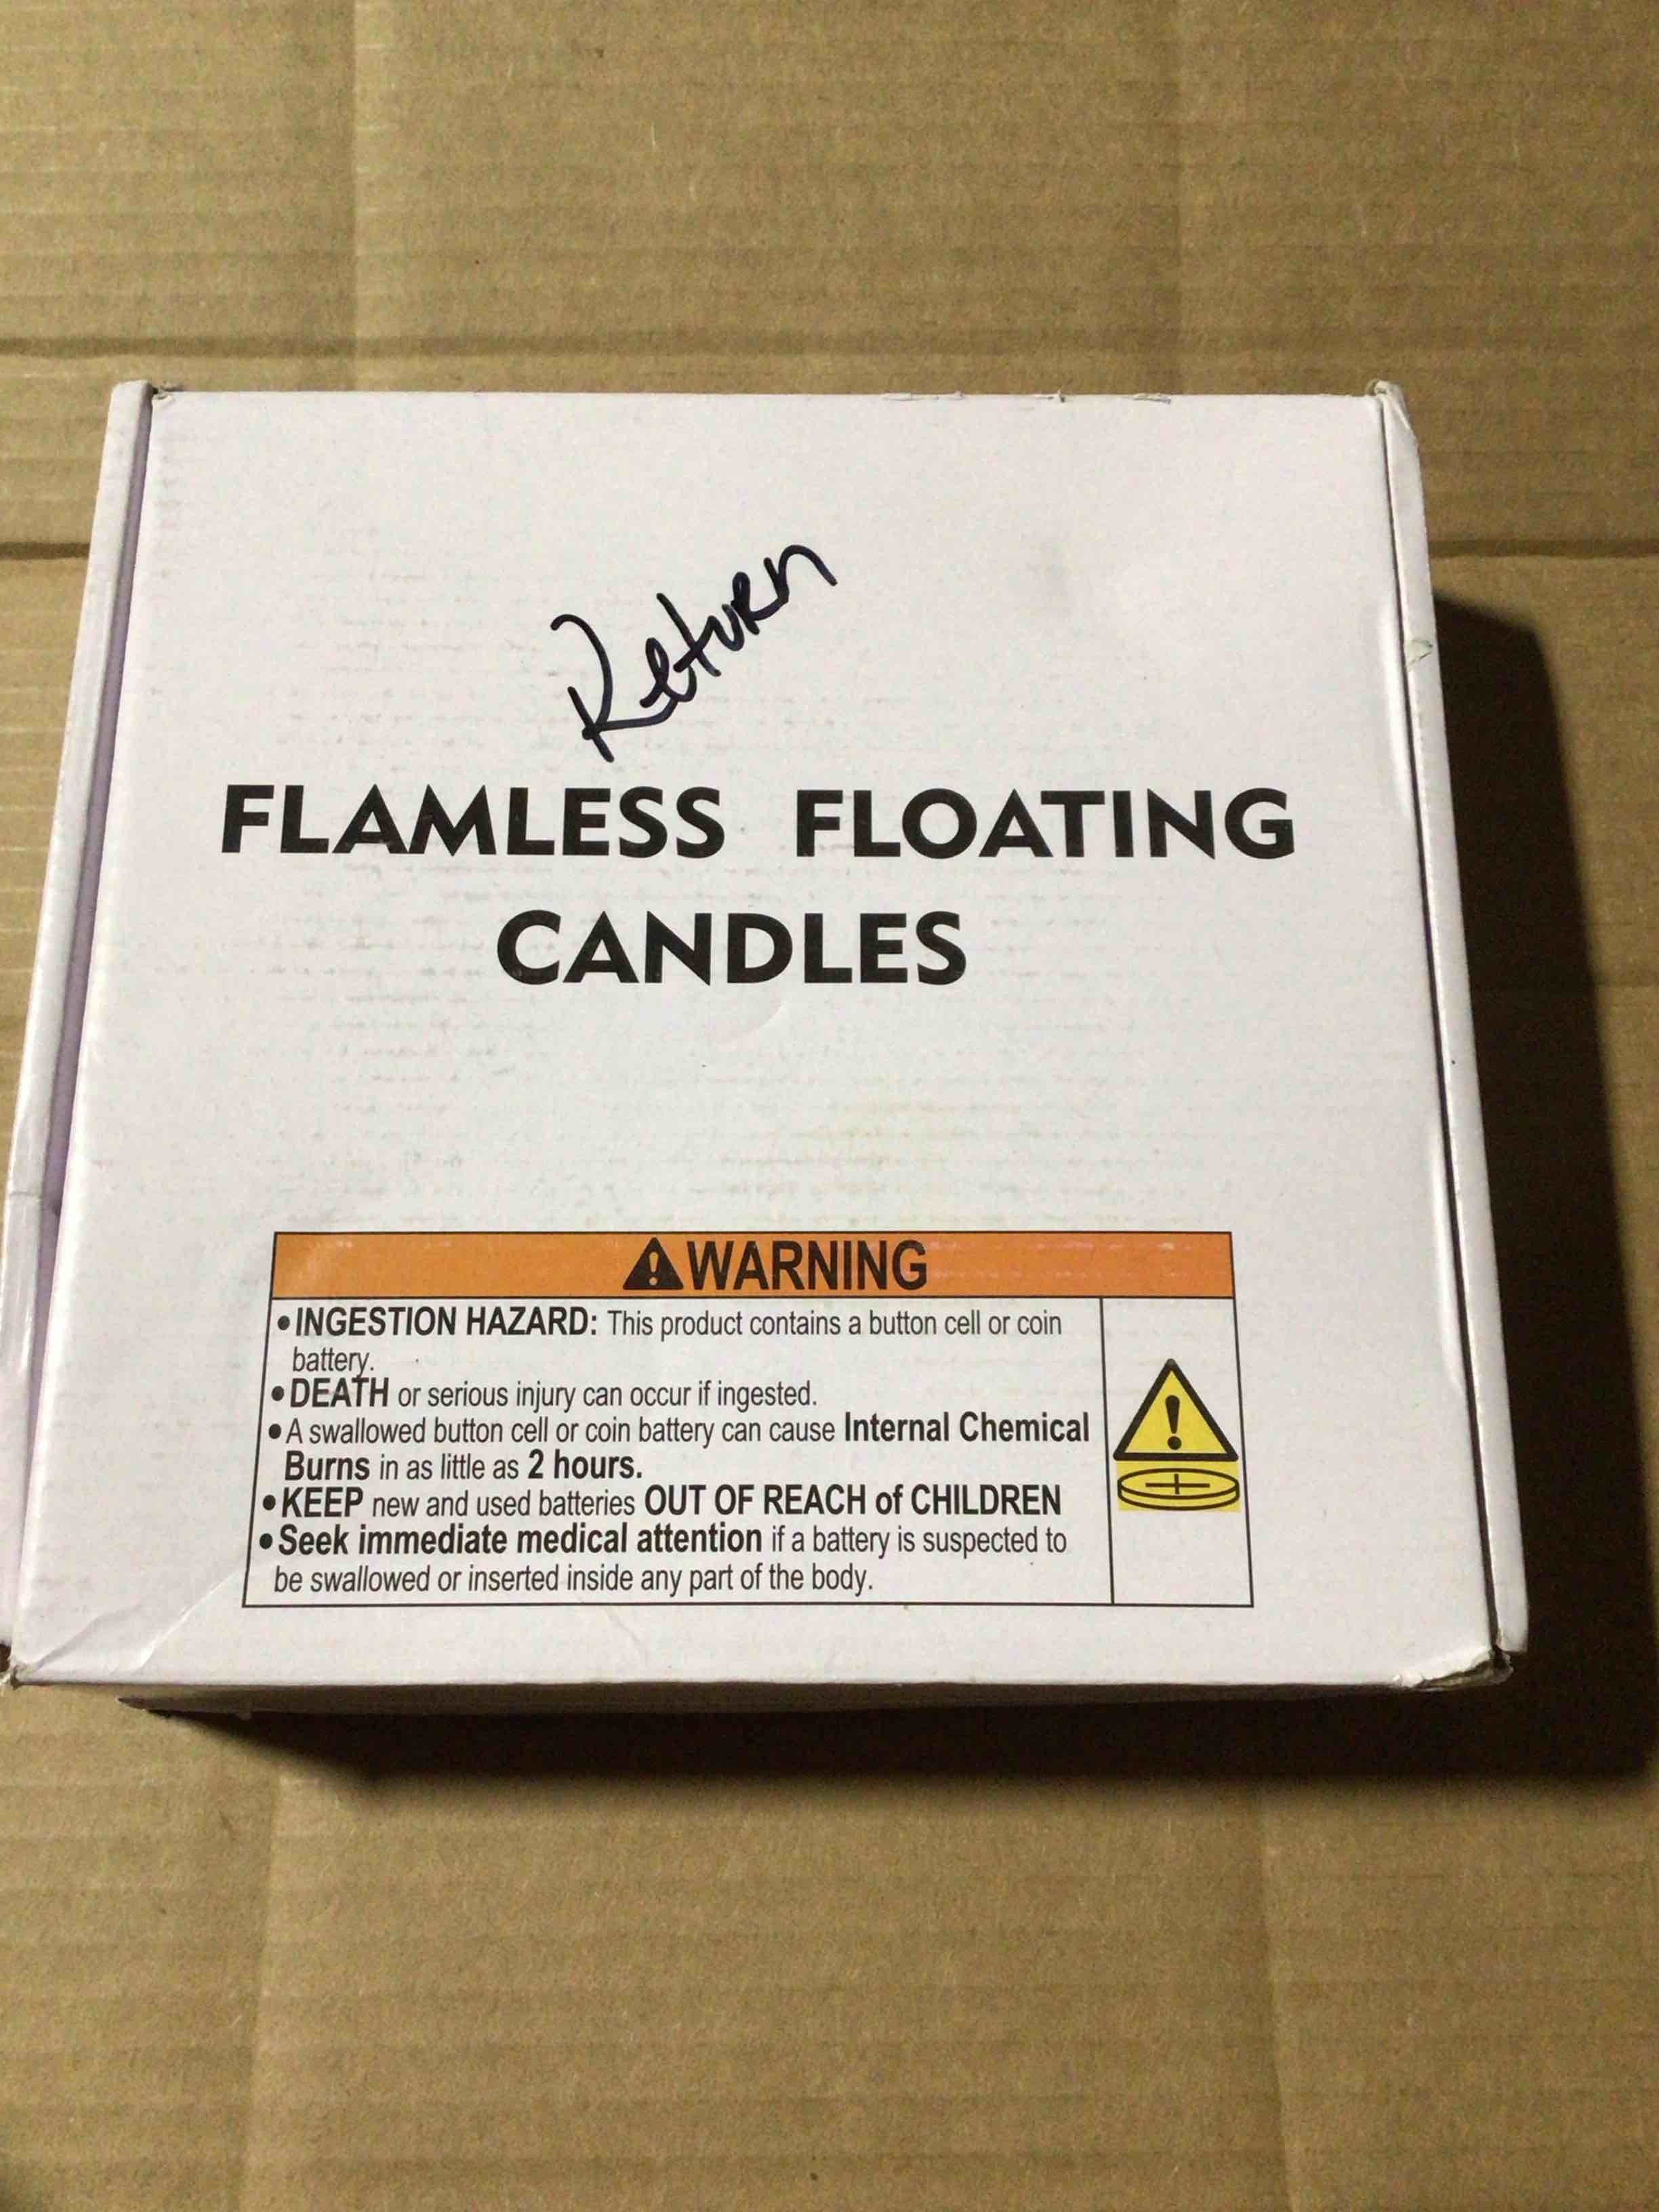 Return
FLAMLESS FLOATING
CANDLES
WARNING
•INGESTION HAZARD: This product contains a button cell or coin
battery.
•DEATH or serious injury can occur if ingested.
•A swallowed button cell or coin battery can cause Internal Chemical
Burns in as little as 2 hours.
•KEEP new and used batteries OUT OF REACH of CHILDREN
•Seek immediate medical attention if a battery is suspected to
be swallowed or inserted inside any part of the body.